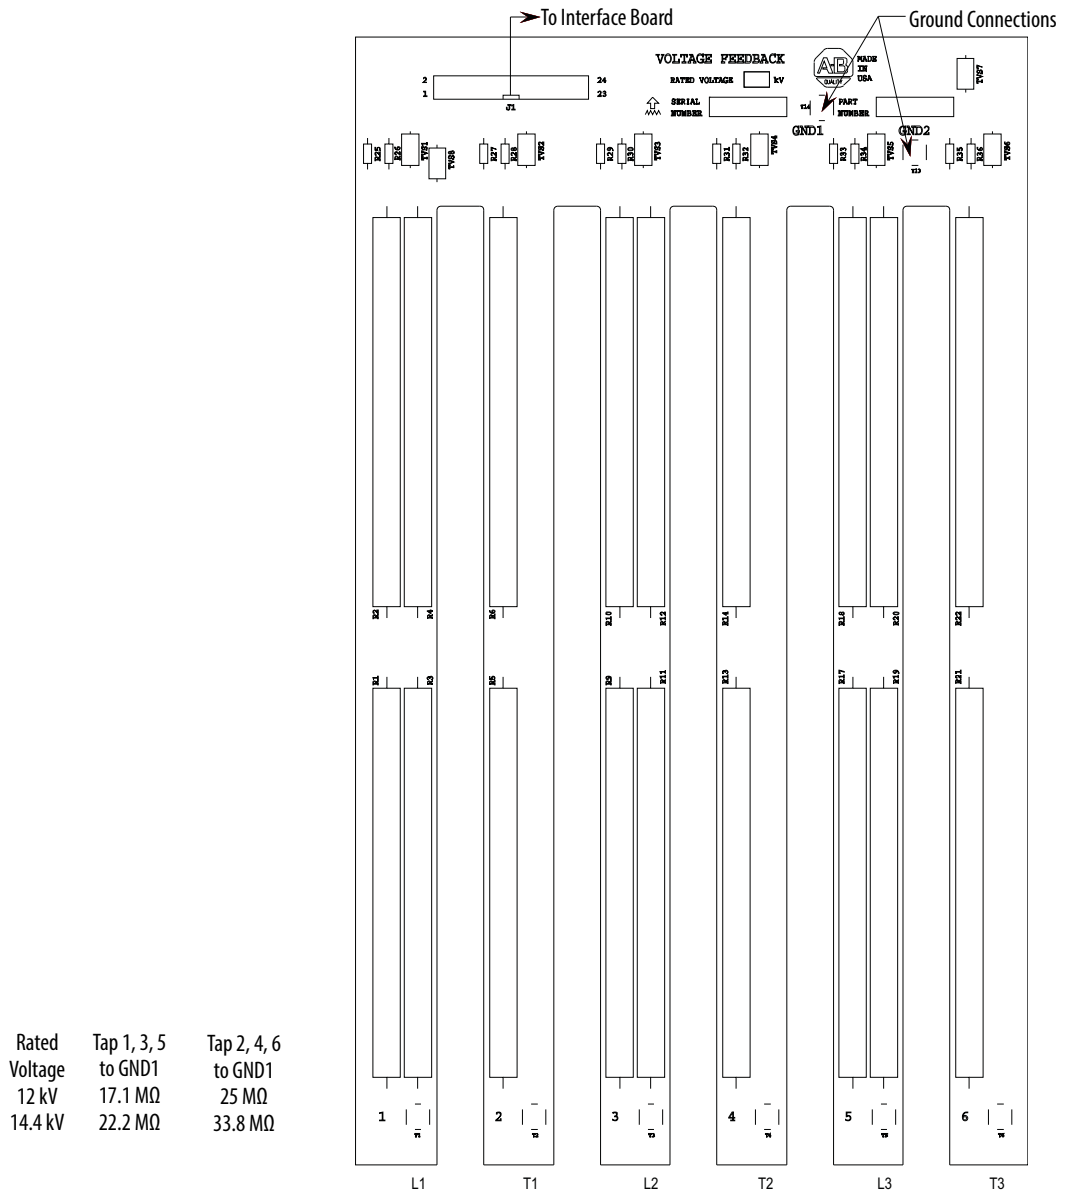 To Interface Board
Ground Connections
VOLTAGE FEEDBACK
RATED VOLTAGE kV
A-B
QUALITY
MADE
IN
USA
TVS7
2 24
1 23
J1
SERIAL
NUMBER
Y14
PART
NUMBER
GND1
GND2
R25 R26 TVS1 TVS8 R27 R28 TVS2 R29 R30 TVS3 R31 R32 TVS4 R33 R34 TVS5 Y13 R35 R36 TVS6
R2 R4 R6 R10 R12 R14 R18 R20 R22
R1 R3 R5 R9 R11 R13 R17 R19 R21
Rated Voltage Tap 1, 3, 5 to GND1 Tap 2, 4, 6 to GND1
12 kV 17.1 MΩ 25 MΩ
14.4 kV 22.2 MΩ 33.8 MΩ
1 2 3 4 5 6
L1 T1 L2 T2 L3 T3